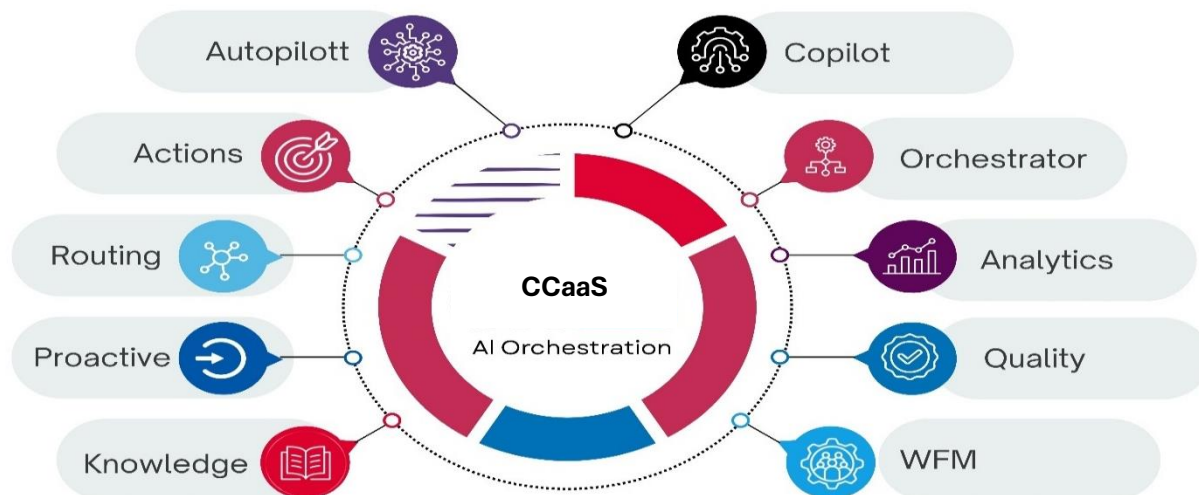 Autopilott
Copilot
Actions
Orchestrator
Routing
Analytics
CCaaS
AI Orchestration
Proactive
Quality
Knowledge
WFM